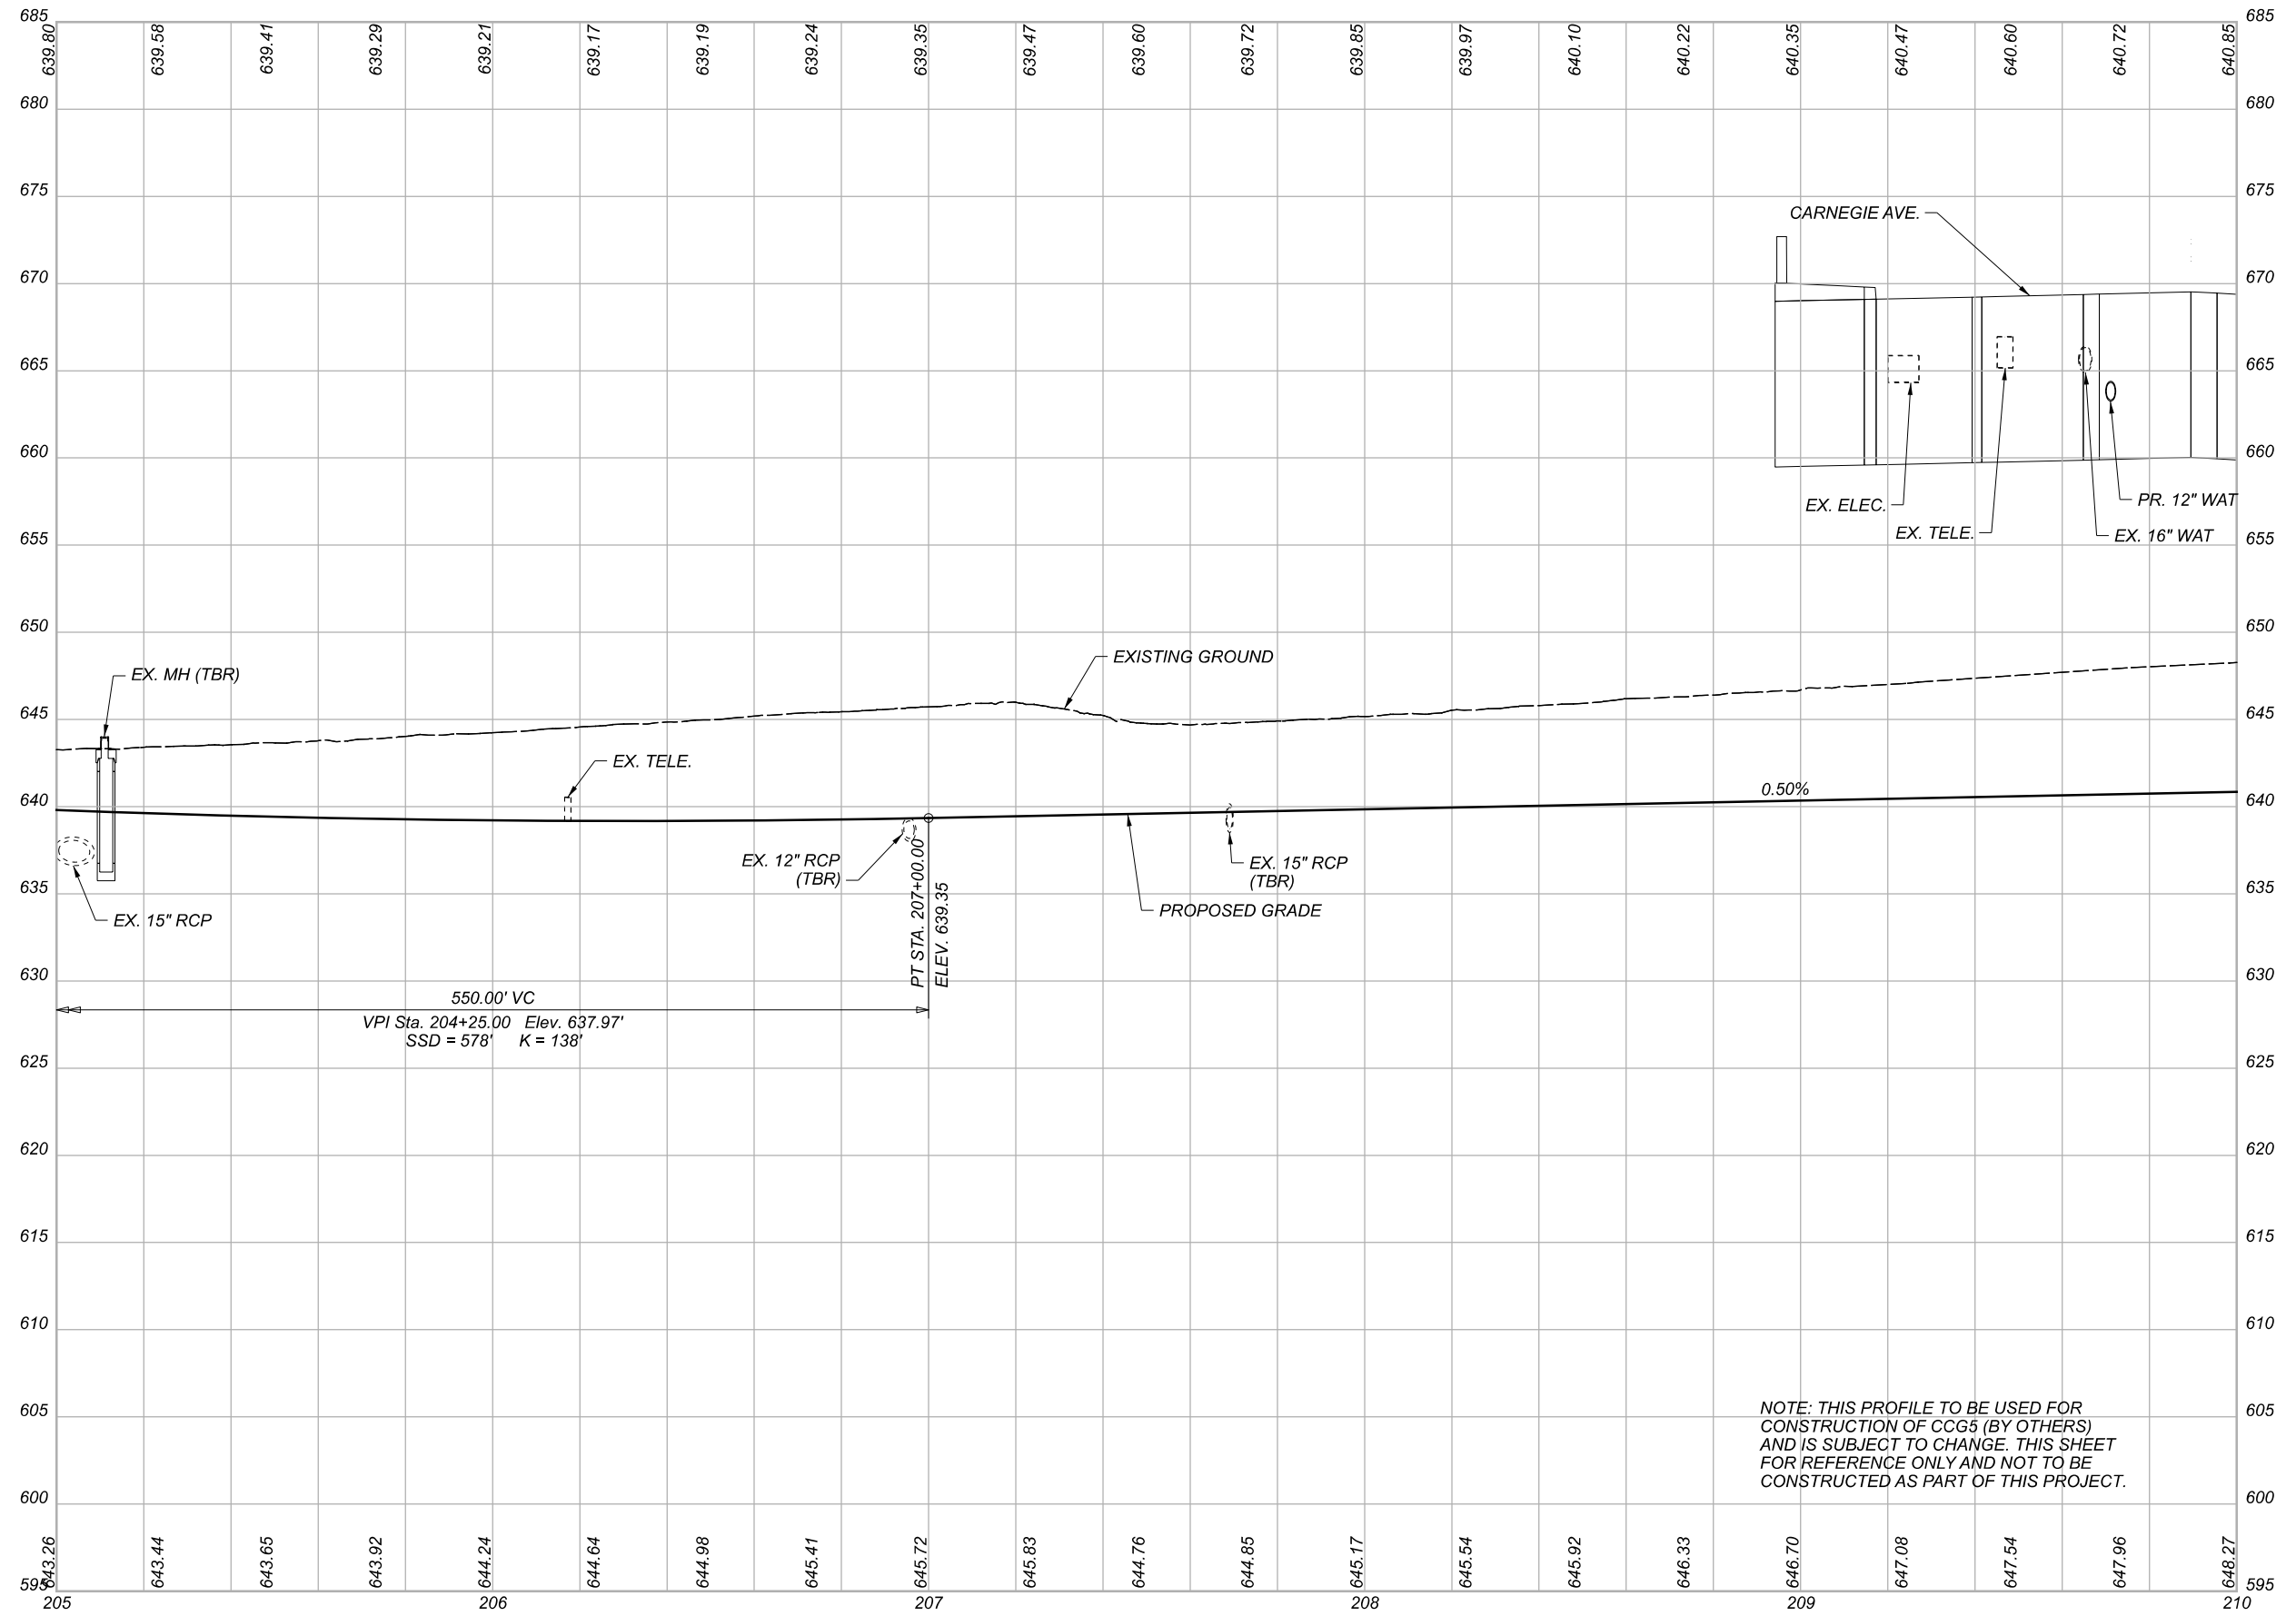 685 685
639.80 639.58 639.41 639.29 639.21 639.17 639.19 639.24 639.35 639.47 639.60 639.72 639.85 639.97 640.10 640.22 640.35 640.47 640.60 640.72 640.85
680 680
675 675
CARNEGIE AVE.
670 670
665 665
660 660
EX. ELEC.
PR. 12" WAT
EX. TELE.
EX. 16" WAT
655 655
650 650
EXISTING GROUND
EX. MH (TBR)
645 645
EX. TELE.
0.50%
640 640
EX. 12" RCP
(TBR)
EX. 15" RCP
(TBR)
635 635
PT STA. 207+00.00
ELEV. 639.35
PROPOSED GRADE
EX. 15" RCP
630 630
550.00' VC
VPI Sta. 204+25.00 Elev. 637.97'
SSD = 578' K = 138'
625 625
620 620
615 615
610 610
605 605
NOTE: THIS PROFILE TO BE USED FOR
CONSTRUCTION OF CCG5 (BY OTHERS)
AND IS SUBJECT TO CHANGE. THIS SHEET
FOR REFERENCE ONLY AND NOT TO BE
CONSTRUCTED AS PART OF THIS PROJECT.
600 600
643.26 643.44 643.65 643.92 644.24 644.64 644.98 645.41 645.72 645.83 644.76 644.85 645.17 645.54 645.92 646.33 646.70 647.08 647.54 647.96 648.27
595 595
205 206 207 208 209 210